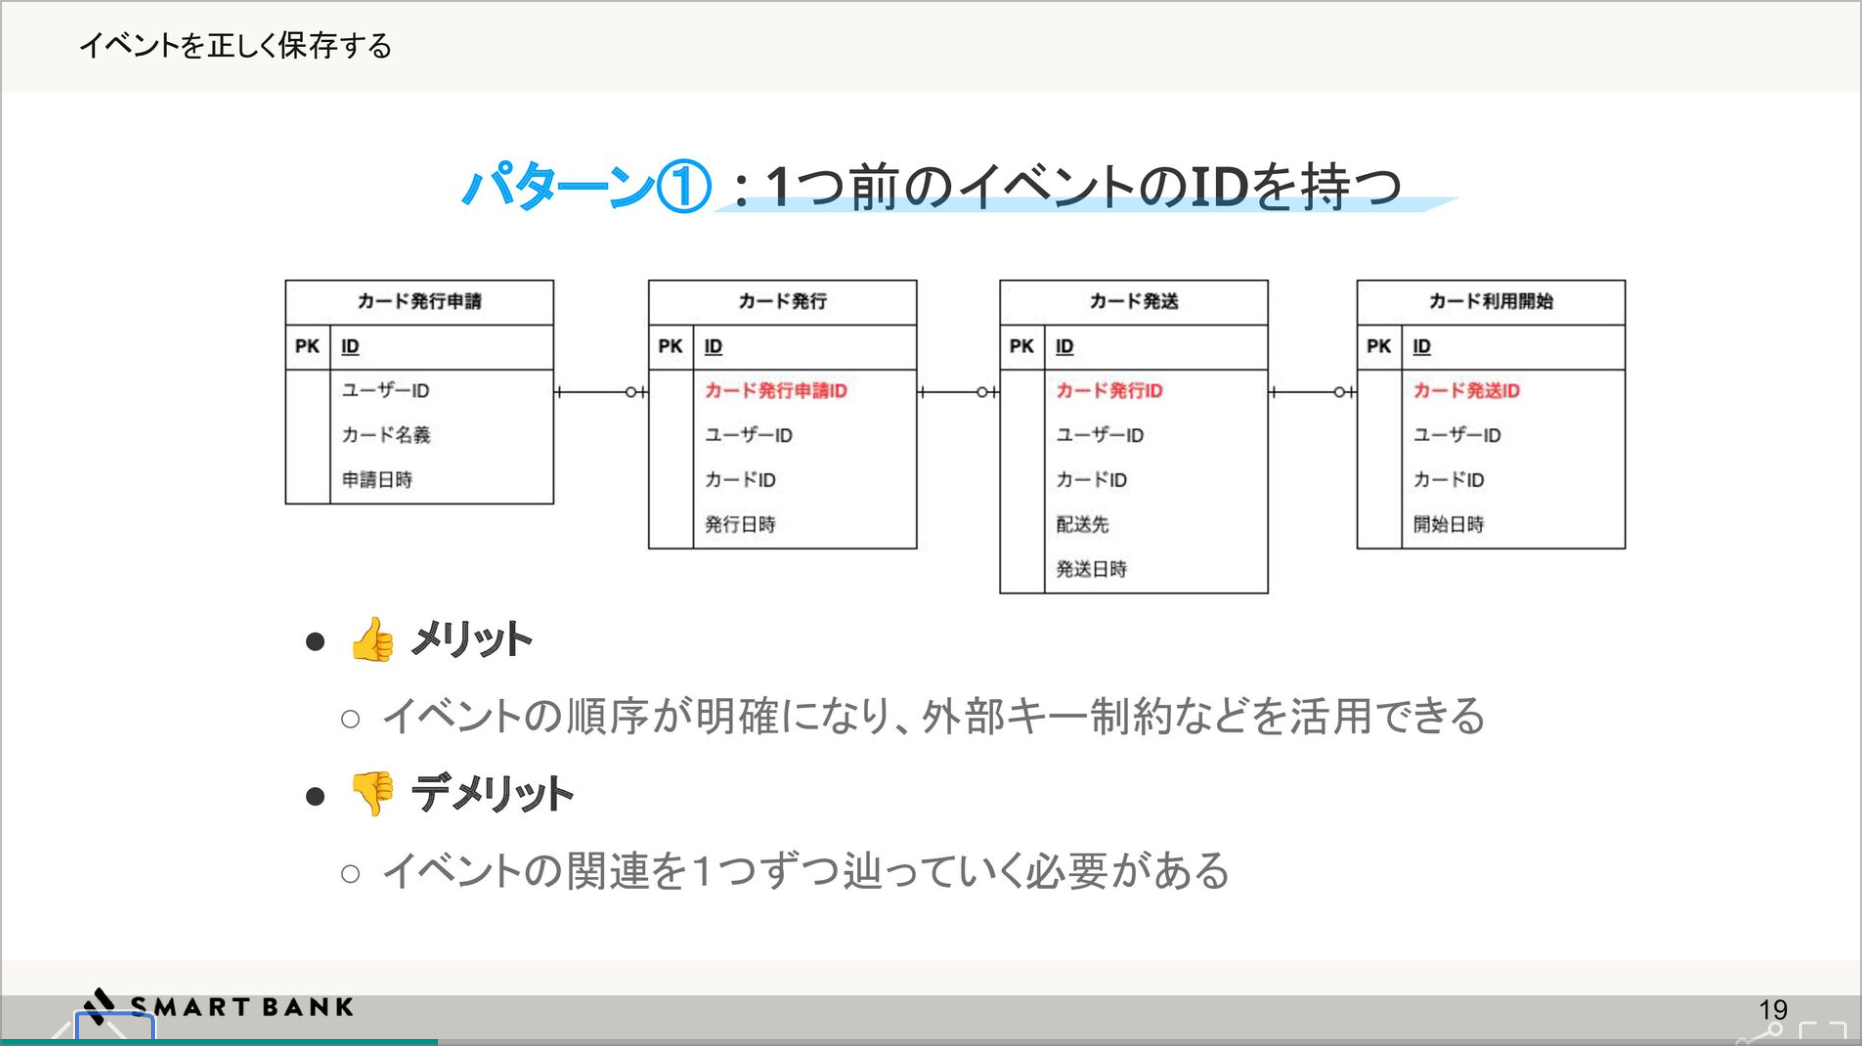 イベントを正しく保存する
パターン① : 1つ前のイベントのIDを持つ
カード発行申請
PK ID
ユーザーID
カード名義
申請日時
カード発行
PK ID
カード発行申請ID
ユーザーID
カードID
発行日時
カード発送
PK ID
カード発行ID
ユーザーID
カードID
配送先
発送日時
カード利用開始
PK ID
カード発送ID
ユーザーID
カードID
開始日時
● 👍 メリット
○ イベントの順序が明確になり、外部キー制約などを活用できる
● 👎 デメリット
○ イベントの関連を1つずつ辿っていく必要がある
SMART BANK
19